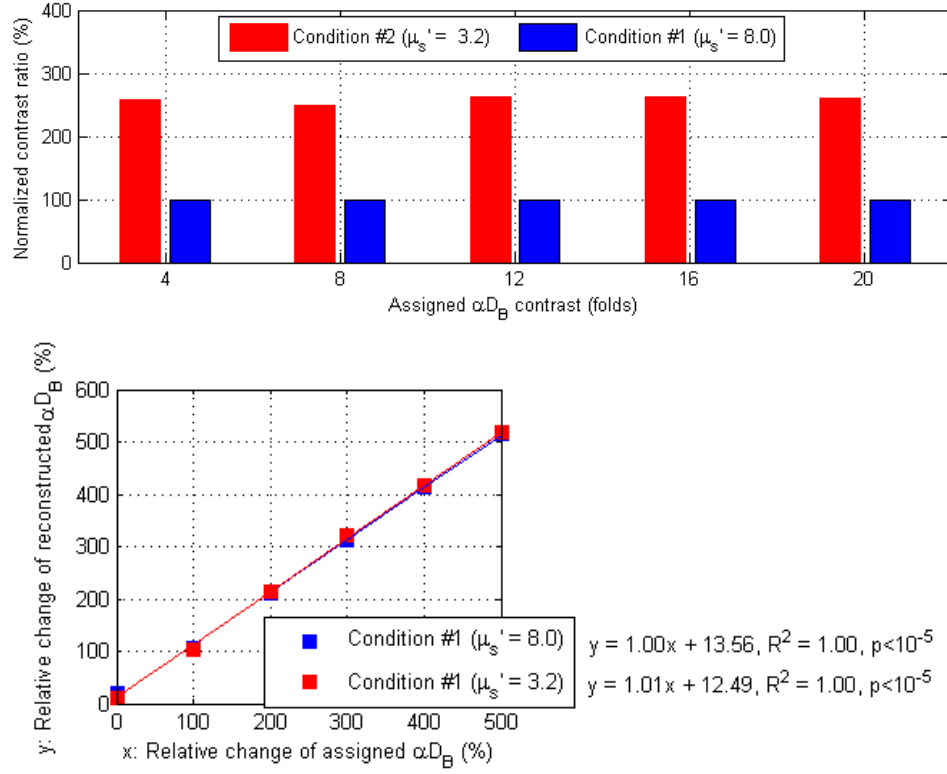 Normalized contrast ratio (%)
400
300
200
100
0
Condition #2 (μs' = 3.2)
Condition #1 (μs' = 8.0)
4 8 12 16 20
Assigned αDB contrast (folds)
y: Relative change of reconstructed αDB (%)
600
500
400
300
200
100
0
Condition #1 (μs' = 8.0)
y = 1.00x + 13.56, R² = 1.00, p<10⁻⁵
Condition #1 (μs' = 3.2)
y = 1.01x + 12.49, R² = 1.00, p<10⁻⁵
0 100 200 300 400 500
x: Relative change of assigned αDB (%)